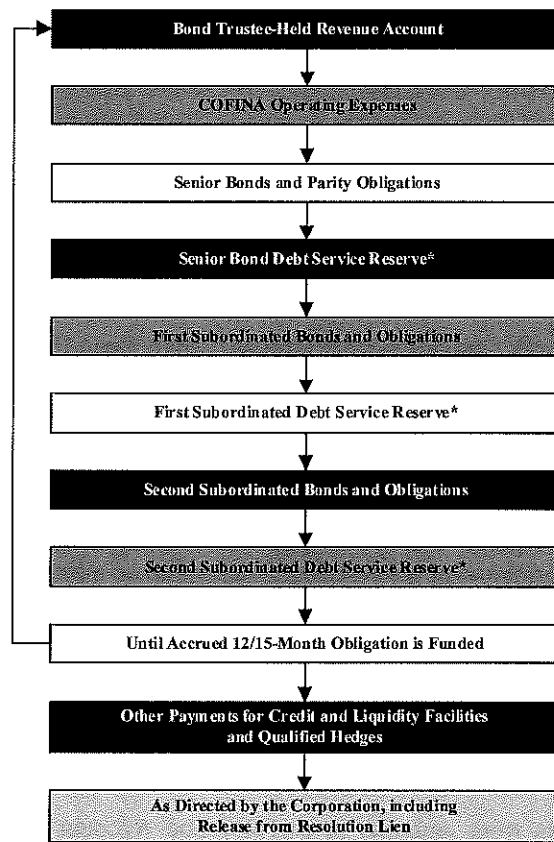 Bond Trustee-Held Revenue Account
COFINA Operating Expenses
Senior Bonds and Parity Obligations
Senior Bond Debt Service Reserve*
First Subordinated Bonds and Obligations
First Subordinated Debt Service Reserve*
Second Subordinated Bonds and Obligations
Second Subordinated Debt Service Reserve*
Until Accrued 12/15-Month Obligation is Funded
Other Payments for Credit and Liquidity Facilities
and Qualified Hedges
As Directed by the Corporation, including
Release from Resolution Lien